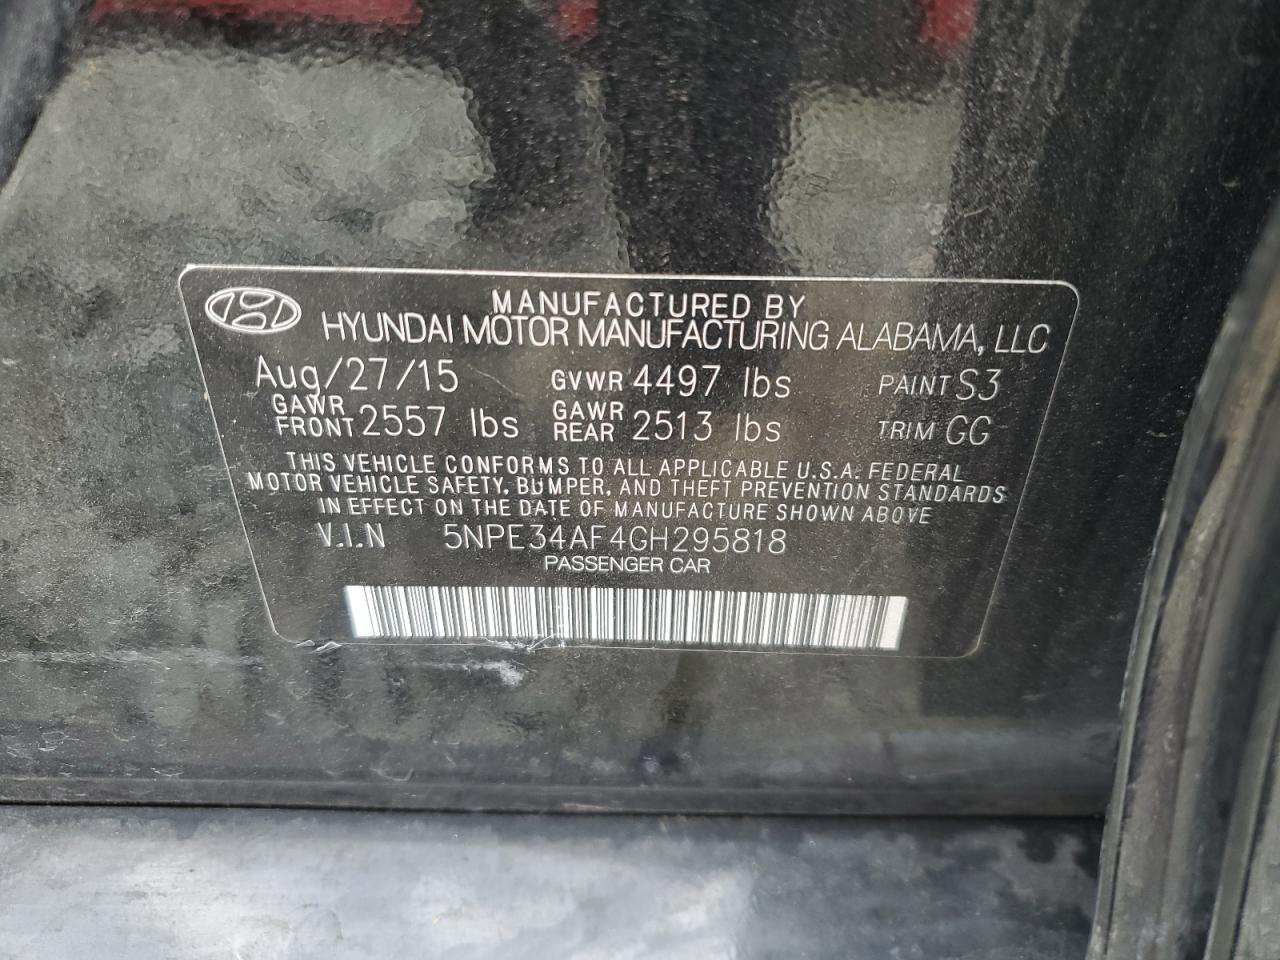 MANUFACTURED BY
HYUNDAI MOTOR MANUFACTURING ALABAMA, LLC
Aug/27/15 GVWR 4497 lbs PAINT S3
GAWR FRONT 2557 lbs GAWR REAR 2513 lbs TRIM GG
THIS VEHICLE CONFORMS TO ALL APPLICABLE U.S.A. FEDERAL
MOTOR VEHICLE SAFETY, BUMPER, AND THEFT PREVENTION STANDARDS
IN EFFECT ON THE DATE OF MANUFACTURE SHOWN ABOVE
V.I.N 5NPE34AF4GH295818
PASSENGER CAR